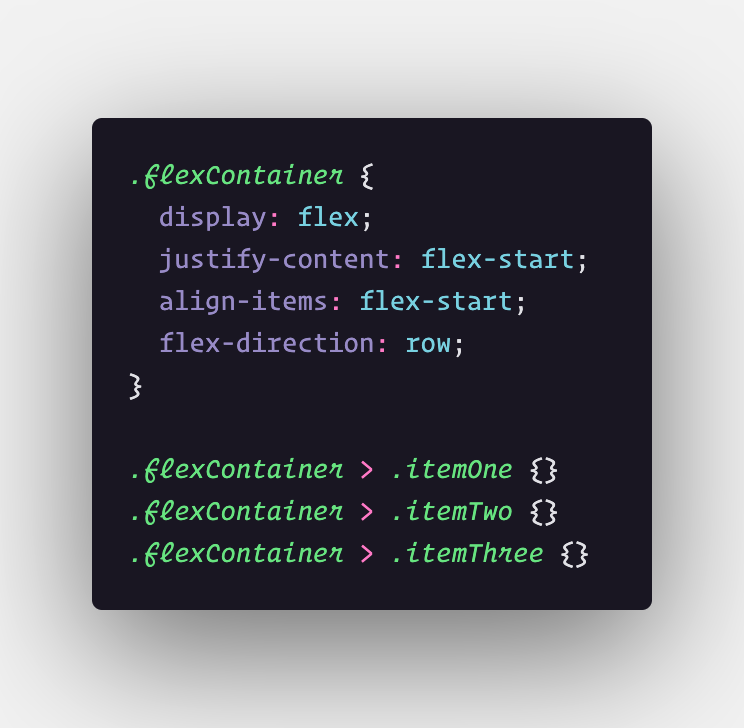 .flexContainer {
  display: flex;
  justify-content: flex-start;
  align-items: flex-start;
  flex-direction: row;
}

.flexContainer > .itemOne {}
.flexContainer > .itemTwo {}
.flexContainer > .itemThree {}